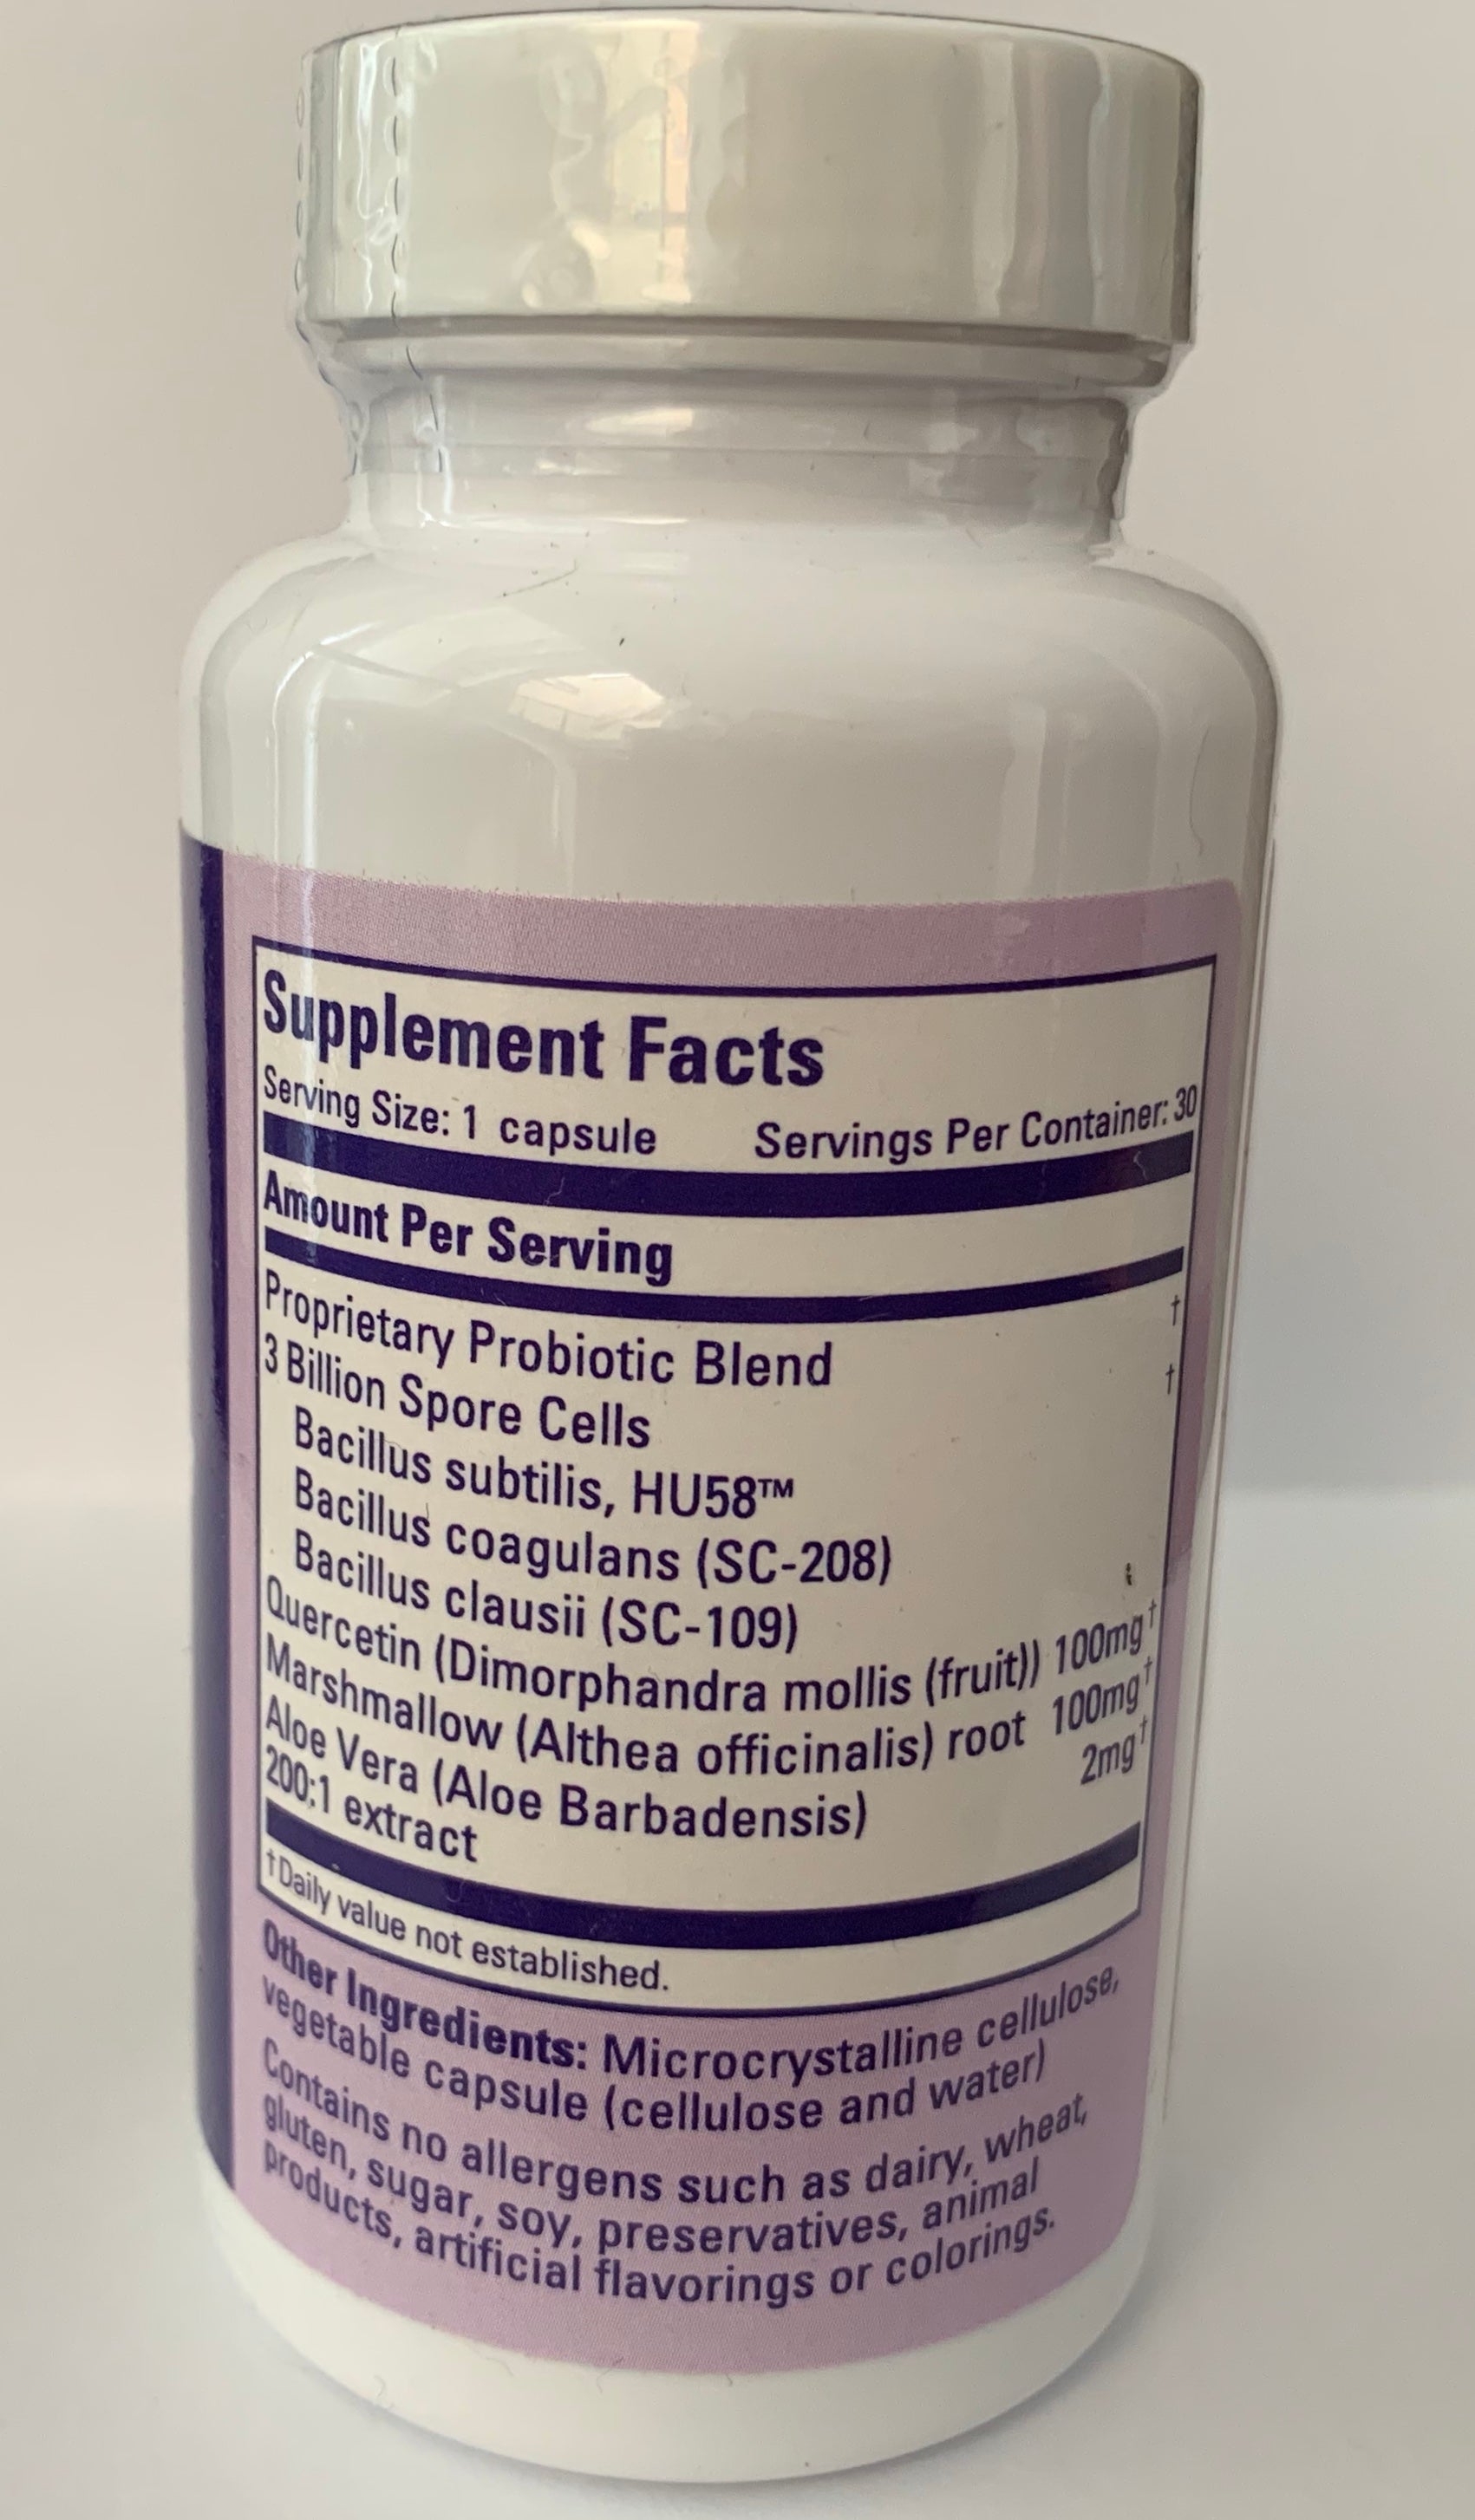 Supplement Facts
Serving Size: 1 capsule Servings Per Container: 30
Amount Per Serving
Proprietary Probiotic Blend †
3 Billion Spore Cells †
Bacillus subtilis, HU58™
Bacillus coagulans (SC-208)
Bacillus clausii (SC-109)
Quercetin (Dimorphandra mollis (fruit)) 100mg†
Marshmallow (Althea officinalis) root 100mg†
Aloe Vera (Aloe Barbadensis) 2mg†
200:1 extract
†Daily value not established.
Other Ingredients: Microcrystalline cellulose,
vegetable capsule (cellulose and water)
Contains no allergens such as dairy, wheat,
gluten, sugar, soy, preservatives, animal
products, artificial flavorings or colorings.